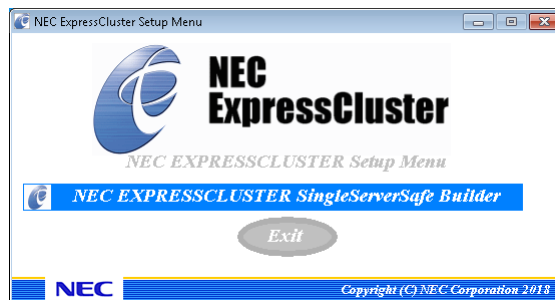 NEC ExpressCluster Setup Menu
NEC
ExpressCluster
NEC EXPRESSCLUSTER Setup Menu
NEC EXPRESSCLUSTER SingleServerSafe Builder
Exit
NEC
Copyright (C) NEC Corporation 2018